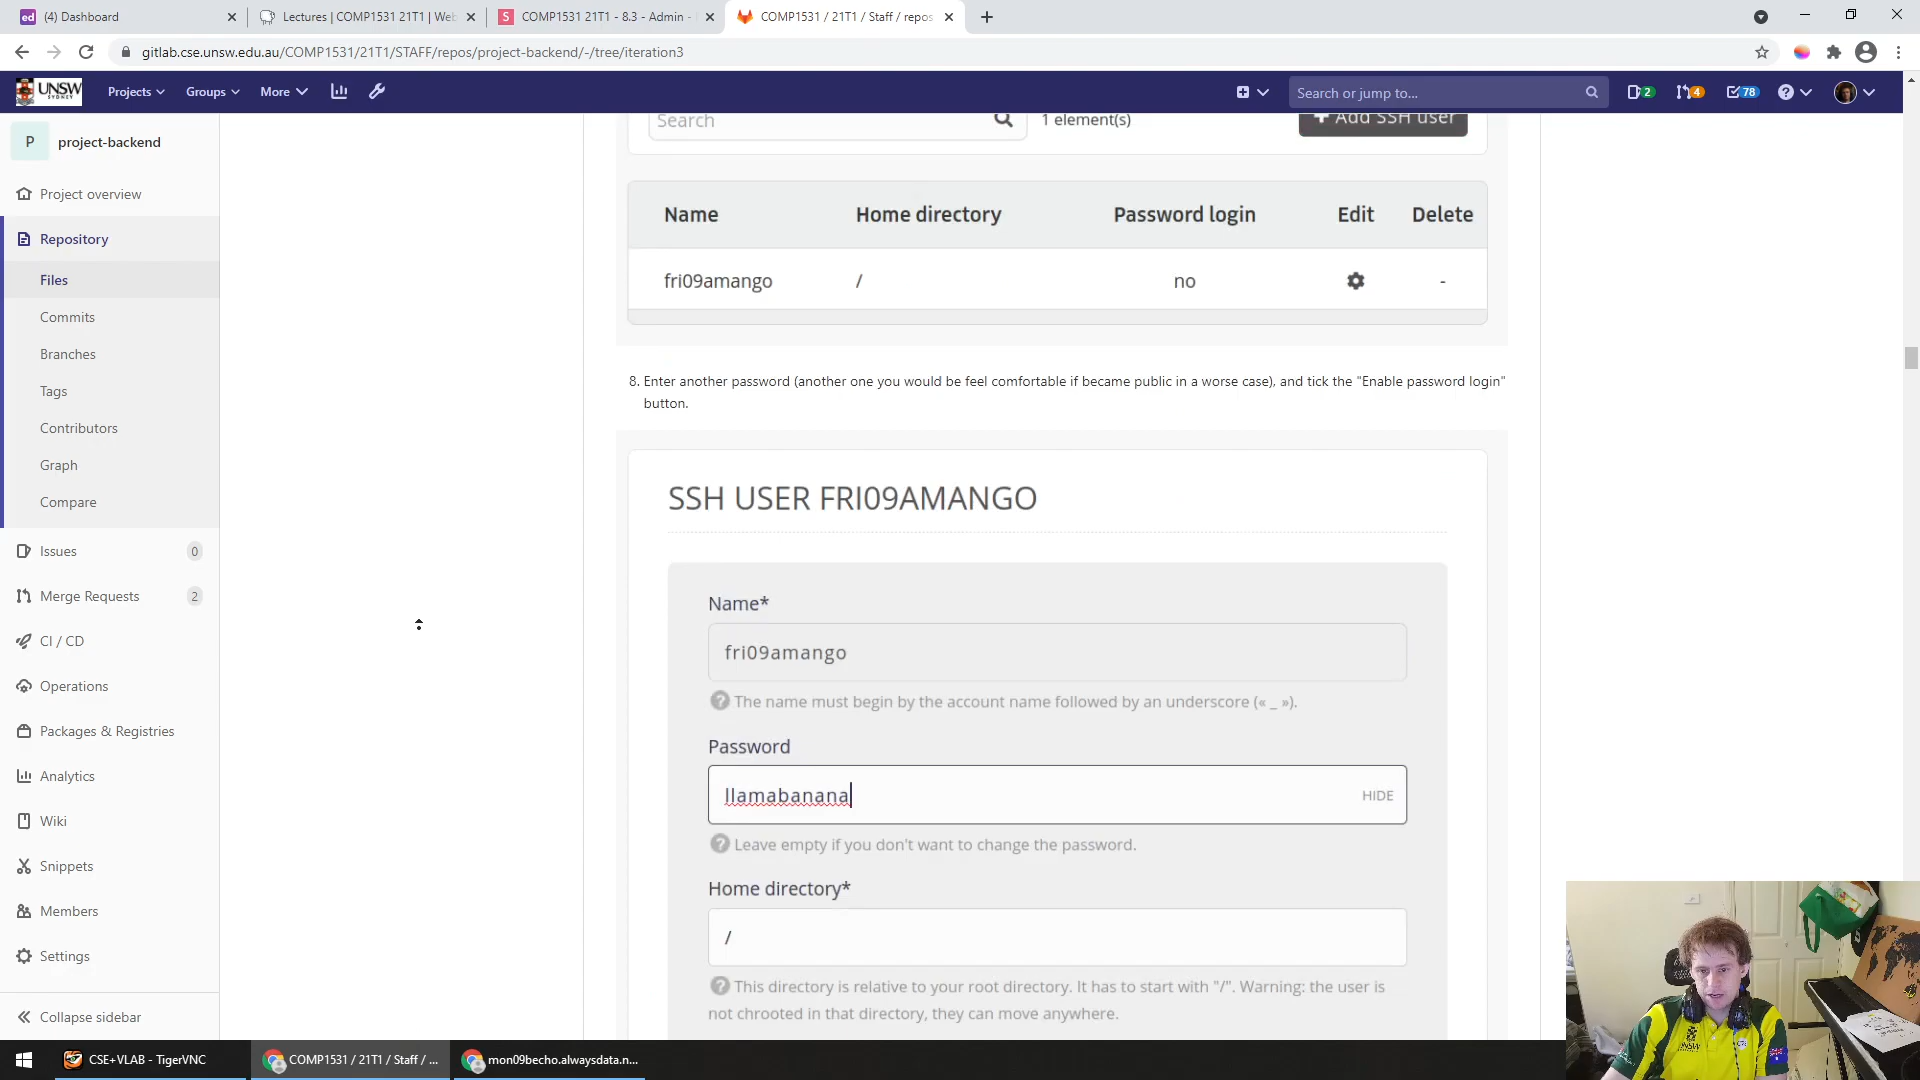 (4) Dashboard
Lectures | COMP1531 21T1 | Web
COMP1531 21T1 - 8.3 - Admin -
COMP1531 / 21T1 / Staff / repos
gitlab.cse.unsw.edu.au/COMP1531/21T1/STAFF/repos/project-backend/-/tree/iteration3
UNSW
SYDNEY
Projects
Groups
More
Search or jump to...
2
4
78
P
project-backend
Project overview
Repository
Files
Commits
Branches
Tags
Contributors
Graph
Compare
Issues 0
Merge Requests 2
CI / CD
Operations
Packages & Registries
Analytics
Wiki
Snippets
Members
Settings
Collapse sidebar
Search
1 element(s)
+ Add SSH user
Name Home directory Password login Edit Delete
fri09amango / no -
8. Enter another password (another one you would be feel comfortable if became public in a worse case), and tick the "Enable password login"
button.
SSH USER FRI09AMANGO
Name*
fri09amango
The name must begin by the account name followed by an underscore (« _ »).
Password
llamabanana
HIDE
Leave empty if you don't want to change the password.
Home directory*
/
This directory is relative to your root directory. It has to start with "/". Warning: the user is
not chrooted in that directory, they can move anywhere.
CSE+VLAB - TigerVNC
COMP1531 / 21T1 / Staff / ...
mon09becho.alwaysdata.n...